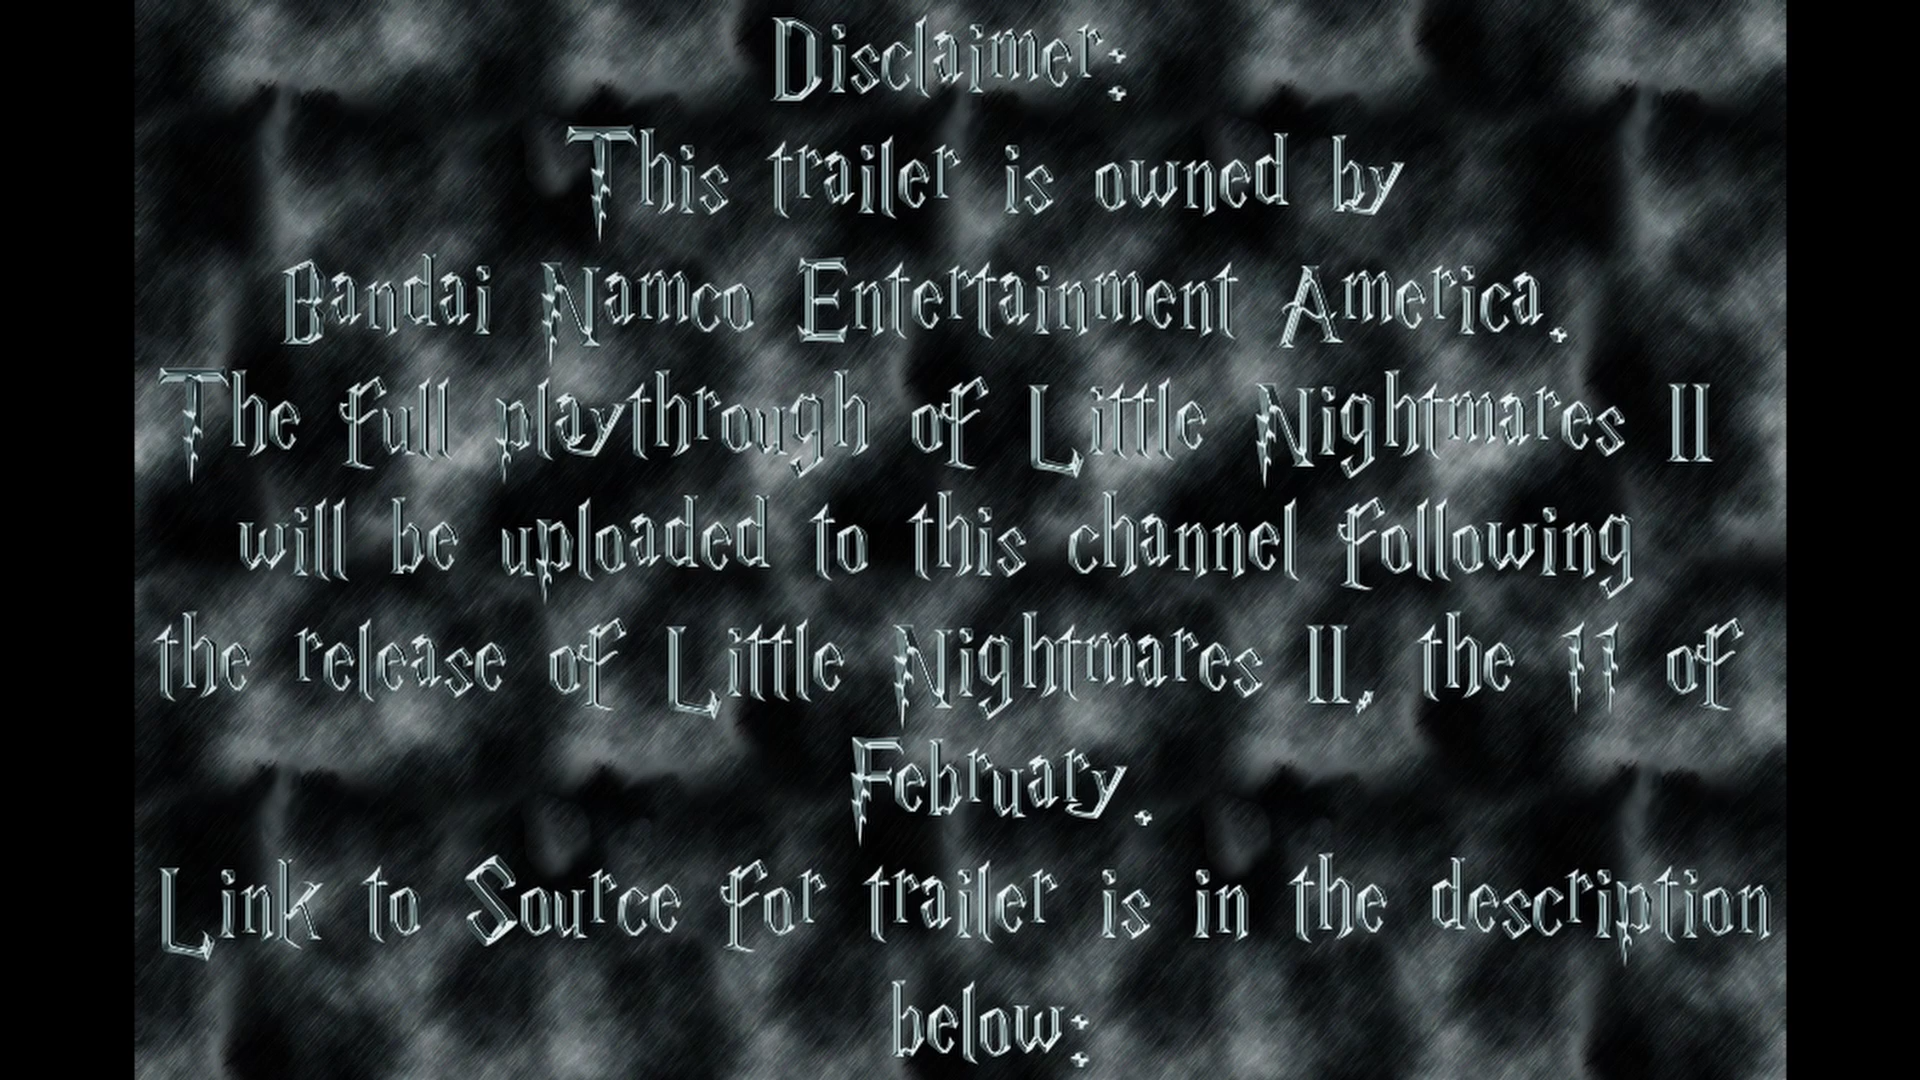 Disclaimer:
This trailer is owned by
Bandai Namco Entertainment America.
The full playthrough of Little Nightmares II
will be uploaded to this channel following
the release of Little Nightmares II, the 11 of
February.
Link to Source for trailer is in the description
below: